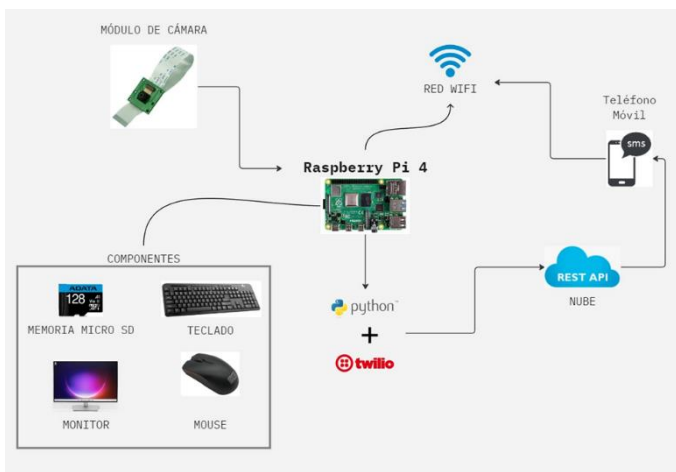 MÓDULO DE CÁMARA
RED WIFI
Teléfono
Móvil
sms
Raspberry Pi 4
COMPONENTES
ADATA
128
MEMORIA MICRO SD
TECLADO
MONITOR
MOUSE
python
+
twilio
REST API
NUBE